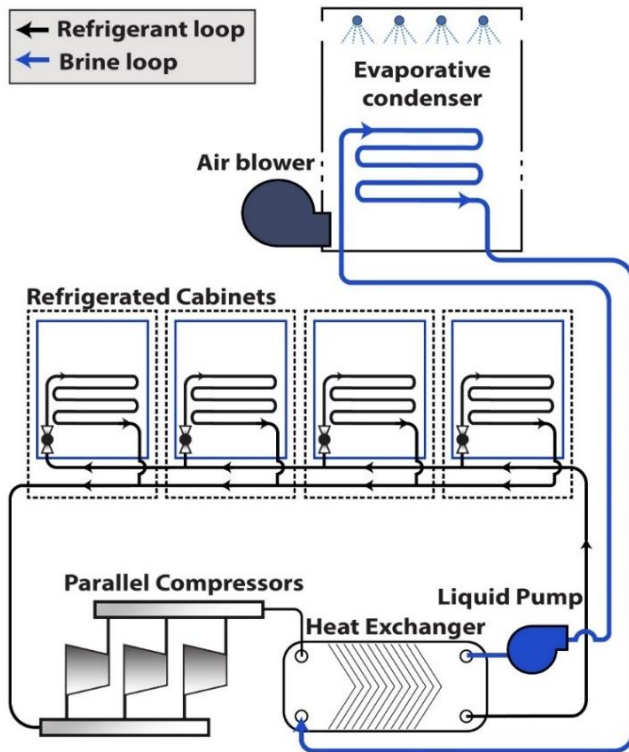 Refrigerant loop
Brine loop
Evaporative
condenser
Air blower
Refrigerated Cabinets
Parallel Compressors
Liquid Pump
Heat Exchanger